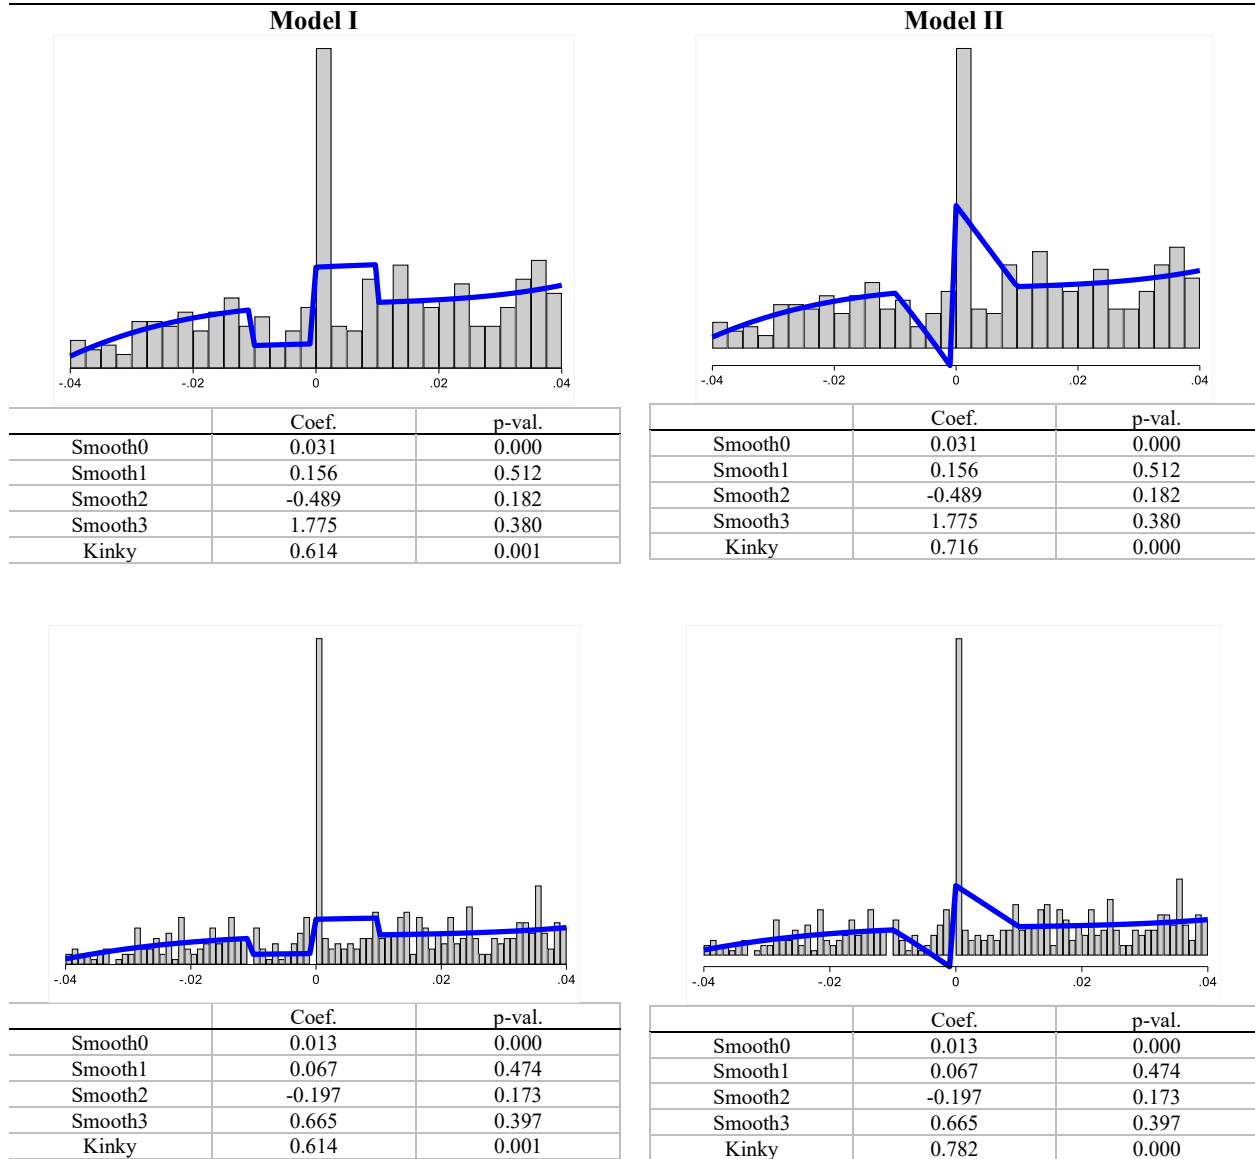 Model I Model II
-.04 -.02 0 .02 .04
-.04 -.02 0 .02 .04
Coef. p-val.
Smooth0 0.031 0.000
Smooth1 0.156 0.512
Smooth2 -0.489 0.182
Smooth3 1.775 0.380
Kinky 0.614 0.001
Coef. p-val.
Smooth0 0.031 0.000
Smooth1 0.156 0.512
Smooth2 -0.489 0.182
Smooth3 1.775 0.380
Kinky 0.716 0.000
-.04 -.02 0 .02 .04
-.04 -.02 0 .02 .04
Coef. p-val.
Smooth0 0.013 0.000
Smooth1 0.067 0.474
Smooth2 -0.197 0.173
Smooth3 0.665 0.397
Kinky 0.614 0.001
Coef. p-val.
Smooth0 0.013 0.000
Smooth1 0.067 0.474
Smooth2 -0.197 0.173
Smooth3 0.665 0.397
Kinky 0.782 0.000